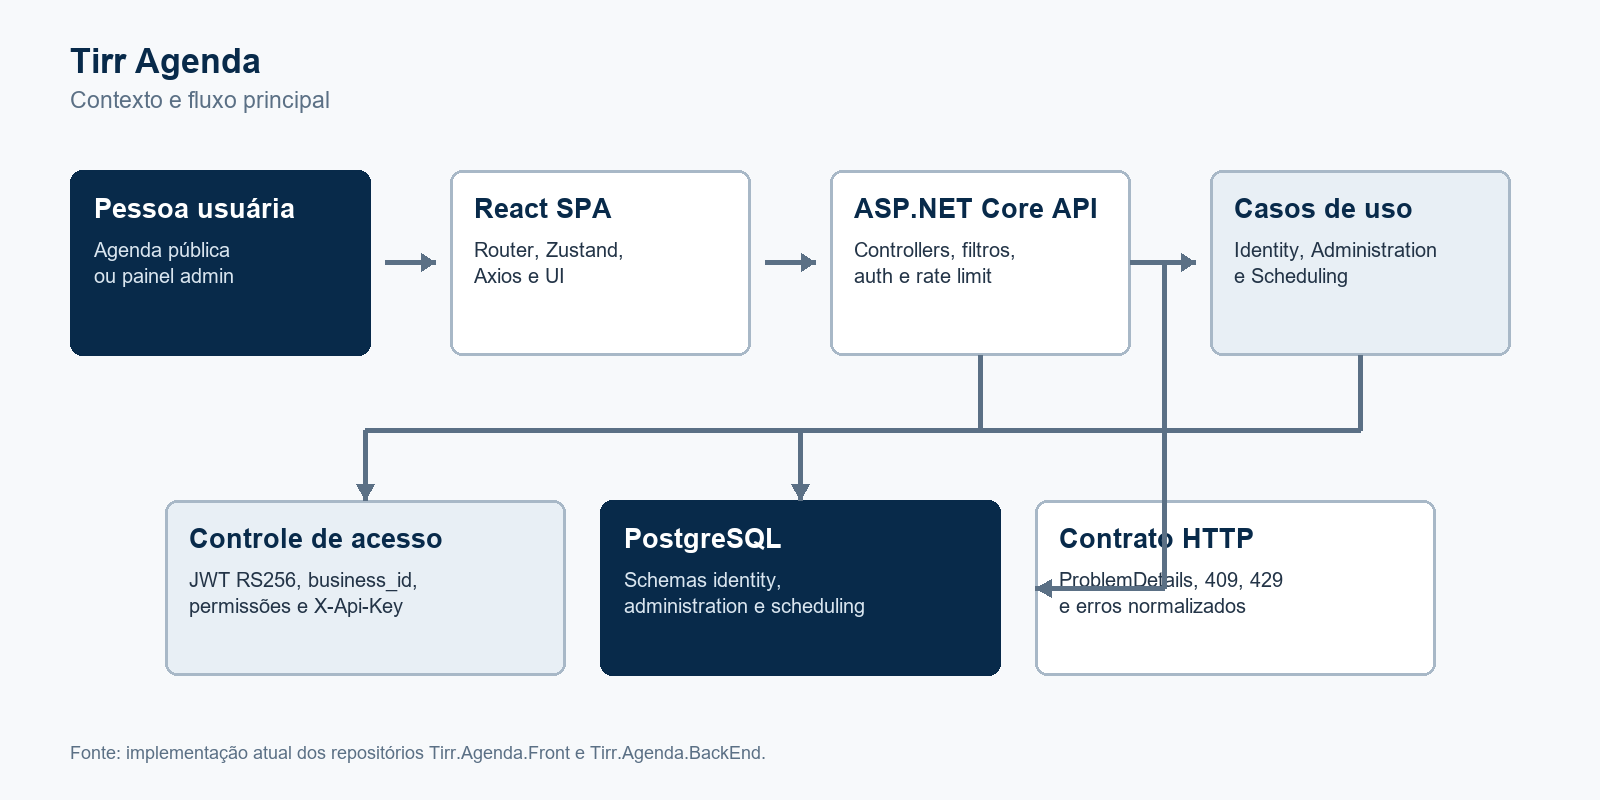 Tirr Agenda
Contexto e fluxo principal
Pessoa usuária
Agenda pública
ou painel admin
React SPA
Router, Zustand,
Axios e UI
ASP.NET Core API
Controllers, filtros,
auth e rate limit
Casos de uso
Identity, Administration
e Scheduling
Controle de acesso
JWT RS256, business_id,
permissões e X-Api-Key
PostgreSQL
Schemas identity,
administration e scheduling
Contrato HTTP
ProblemDetails, 409, 429
e erros normalizados
Fonte: implementação atual dos repositórios Tirr.Agenda.Front e Tirr.Agenda.BackEnd.